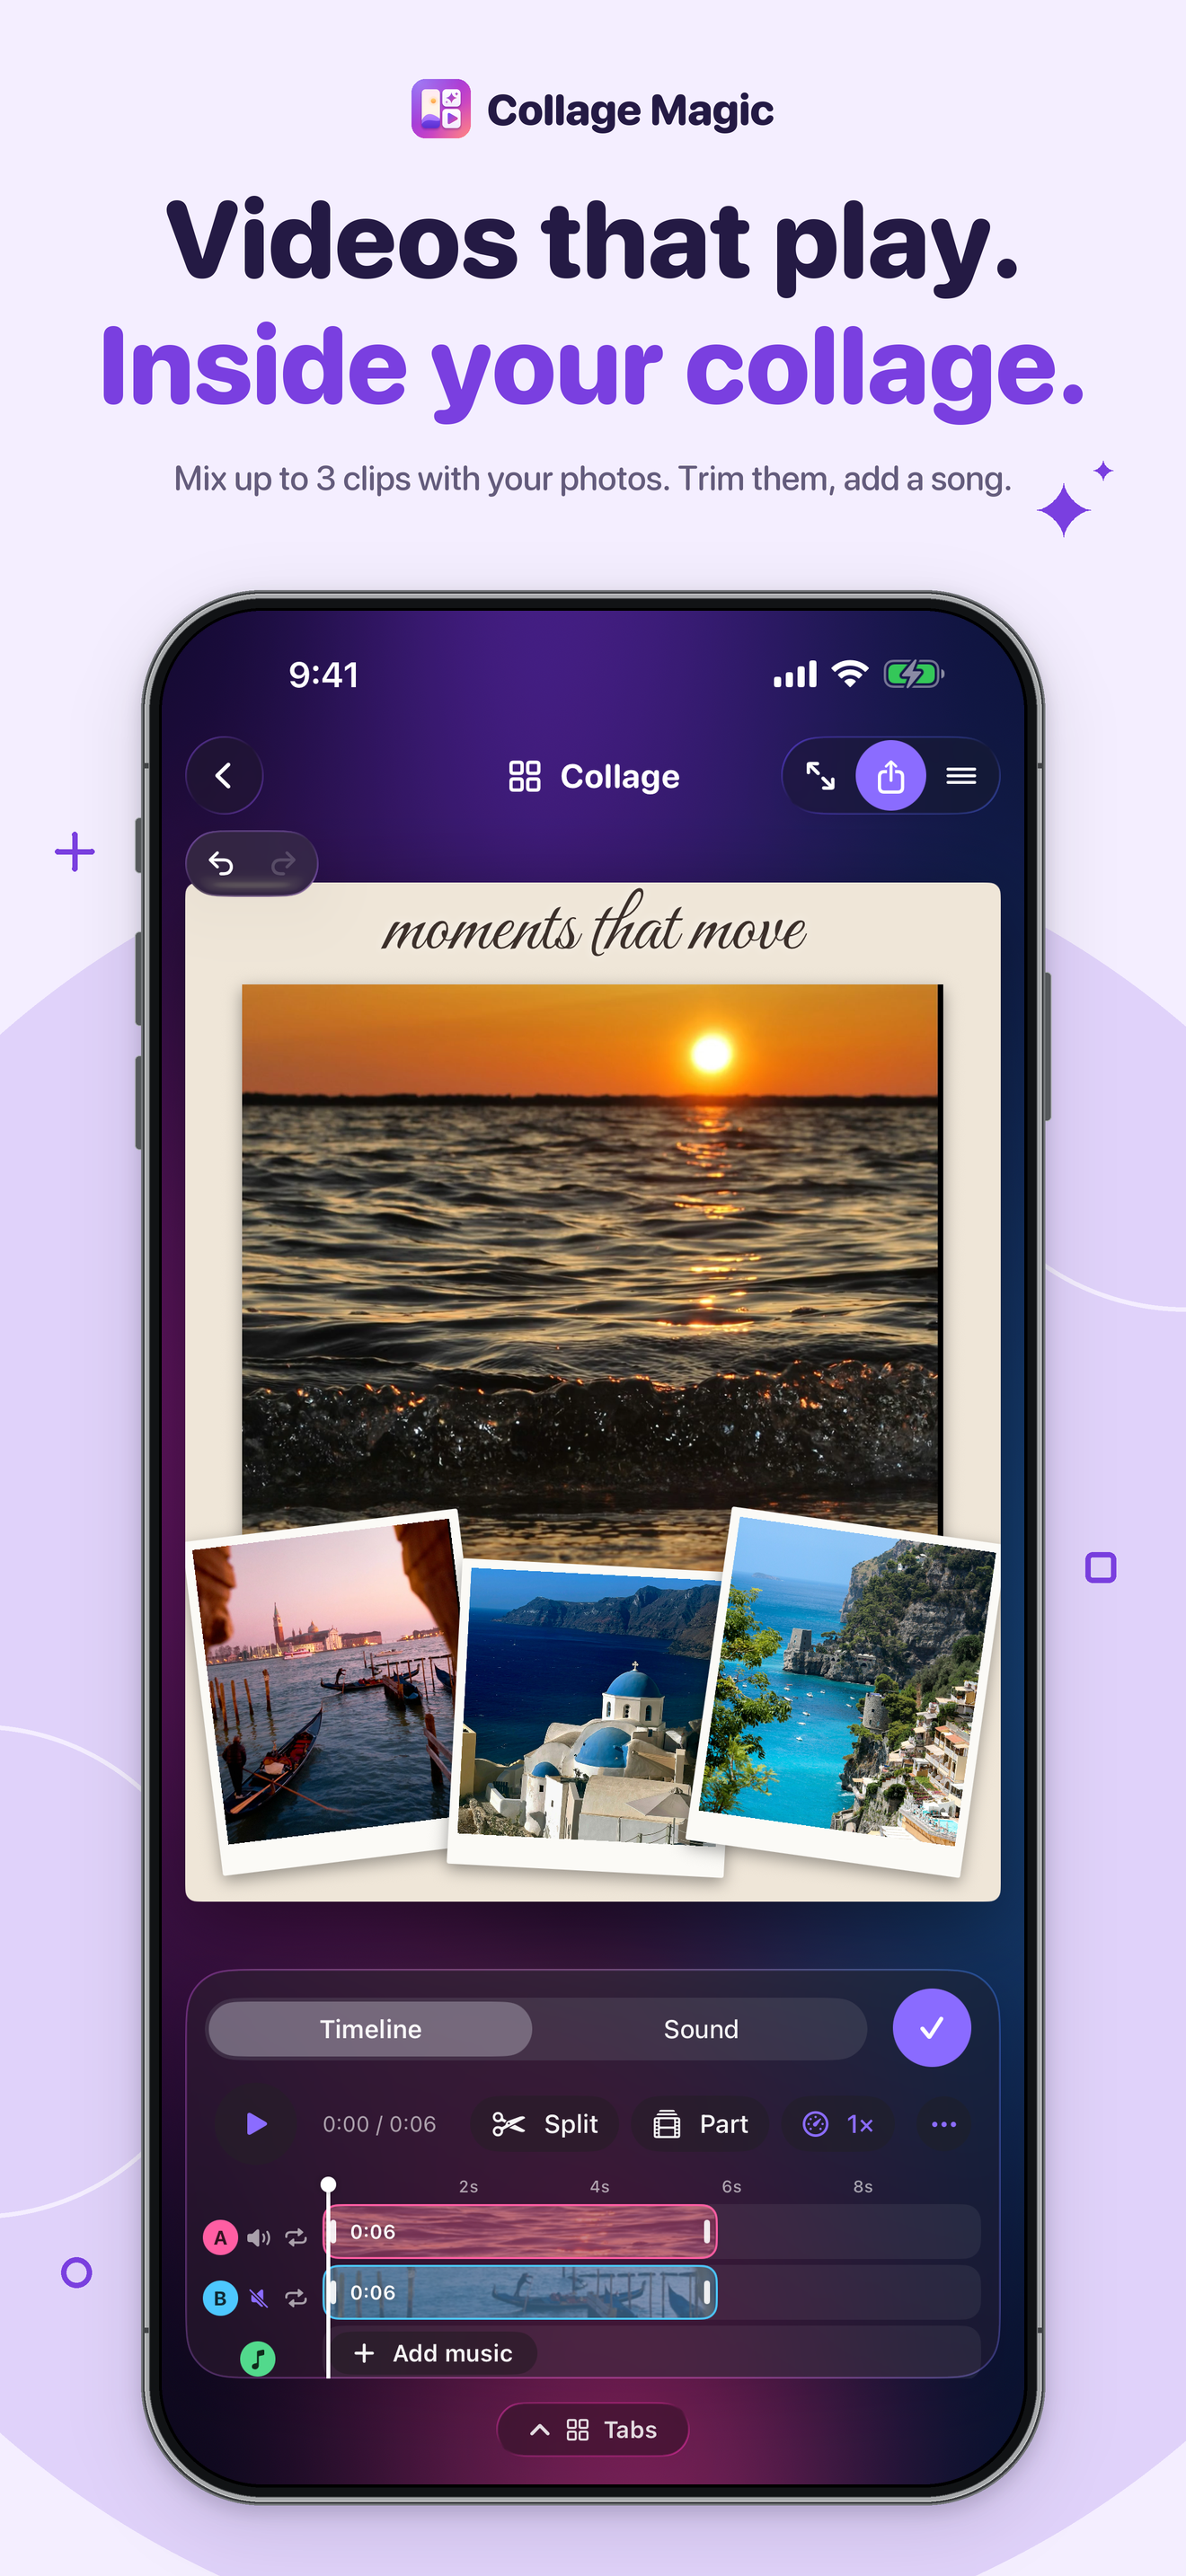 Collage Magic
Videos that play.
Inside your collage.
Mix up to 3 clips with your photos. Trim them, add a song.
9:41
Collage
moments that move
Timeline Sound
0:00 / 0:06 Split Part 1×
2s 4s 6s 8s
A 0:06
B 0:06
Add music
Tabs